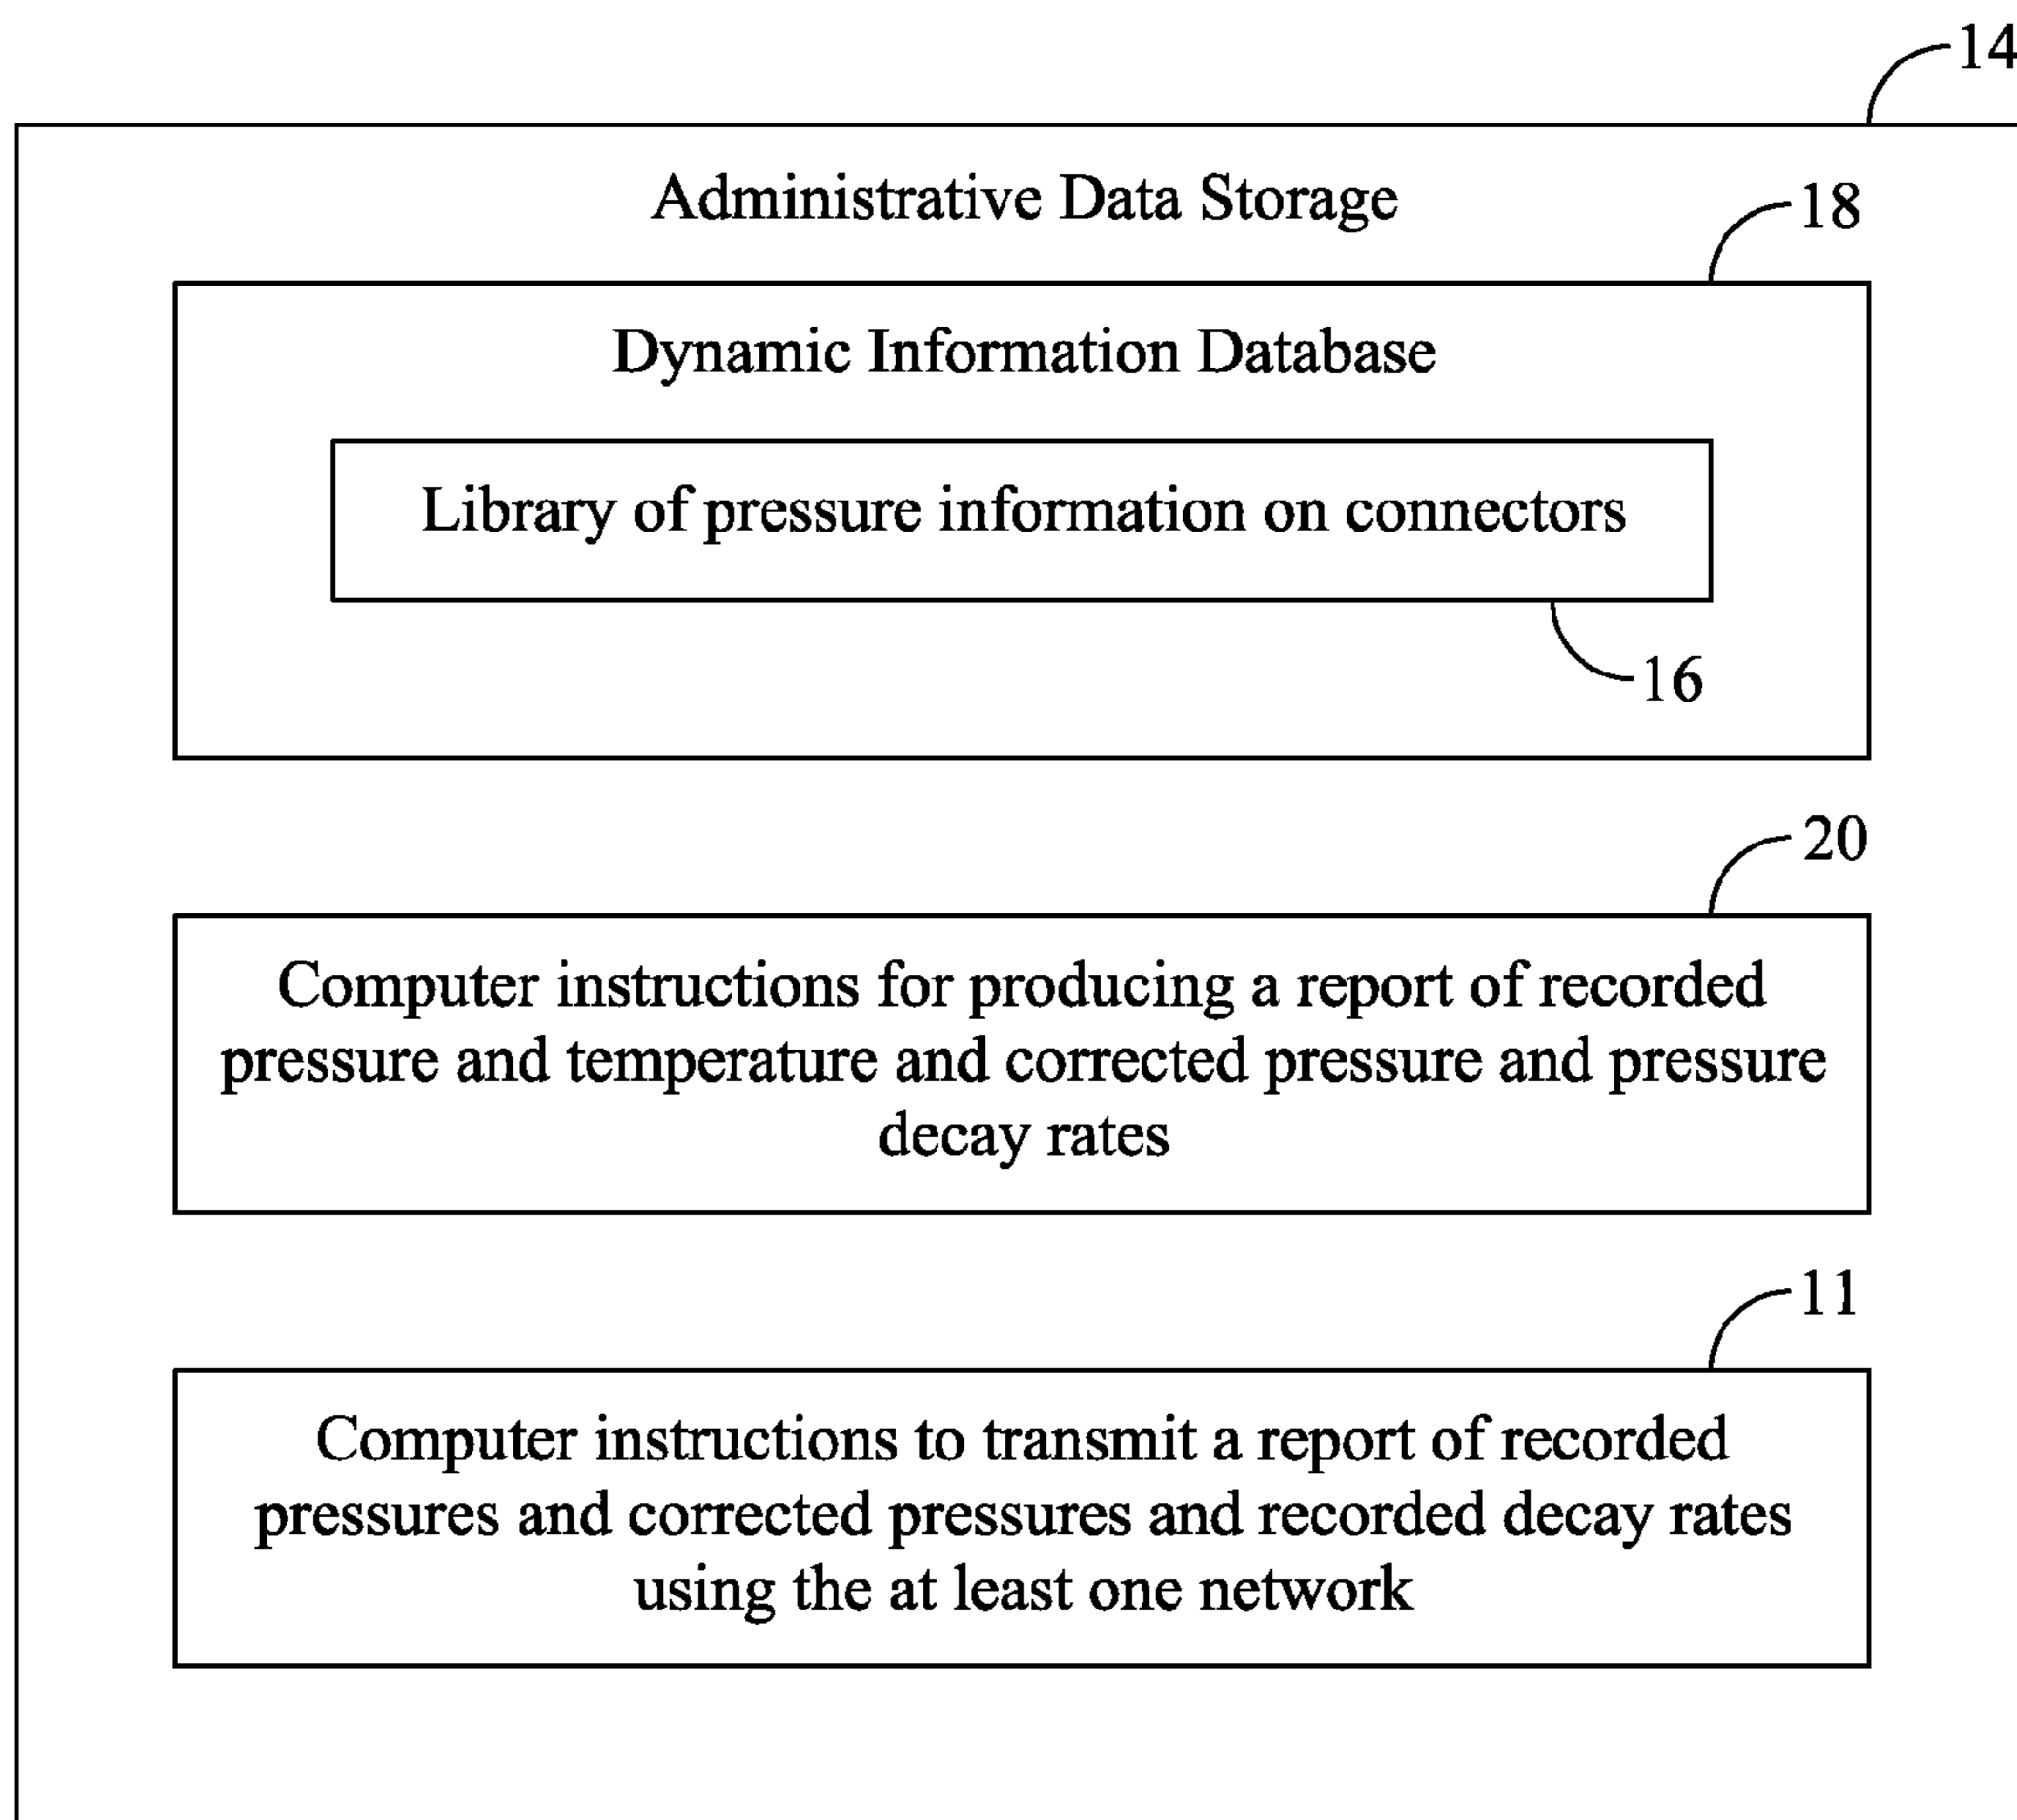 14
Administrative Data Storage
18
Dynamic Information Database
Library of pressure information on connectors
16
20
Computer instructions for producing a report of recorded
pressure and temperature and corrected pressure and pressure
decay rates
11
Computer instructions to transmit a report of recorded
pressures and corrected pressures and recorded decay rates
using the at least one network